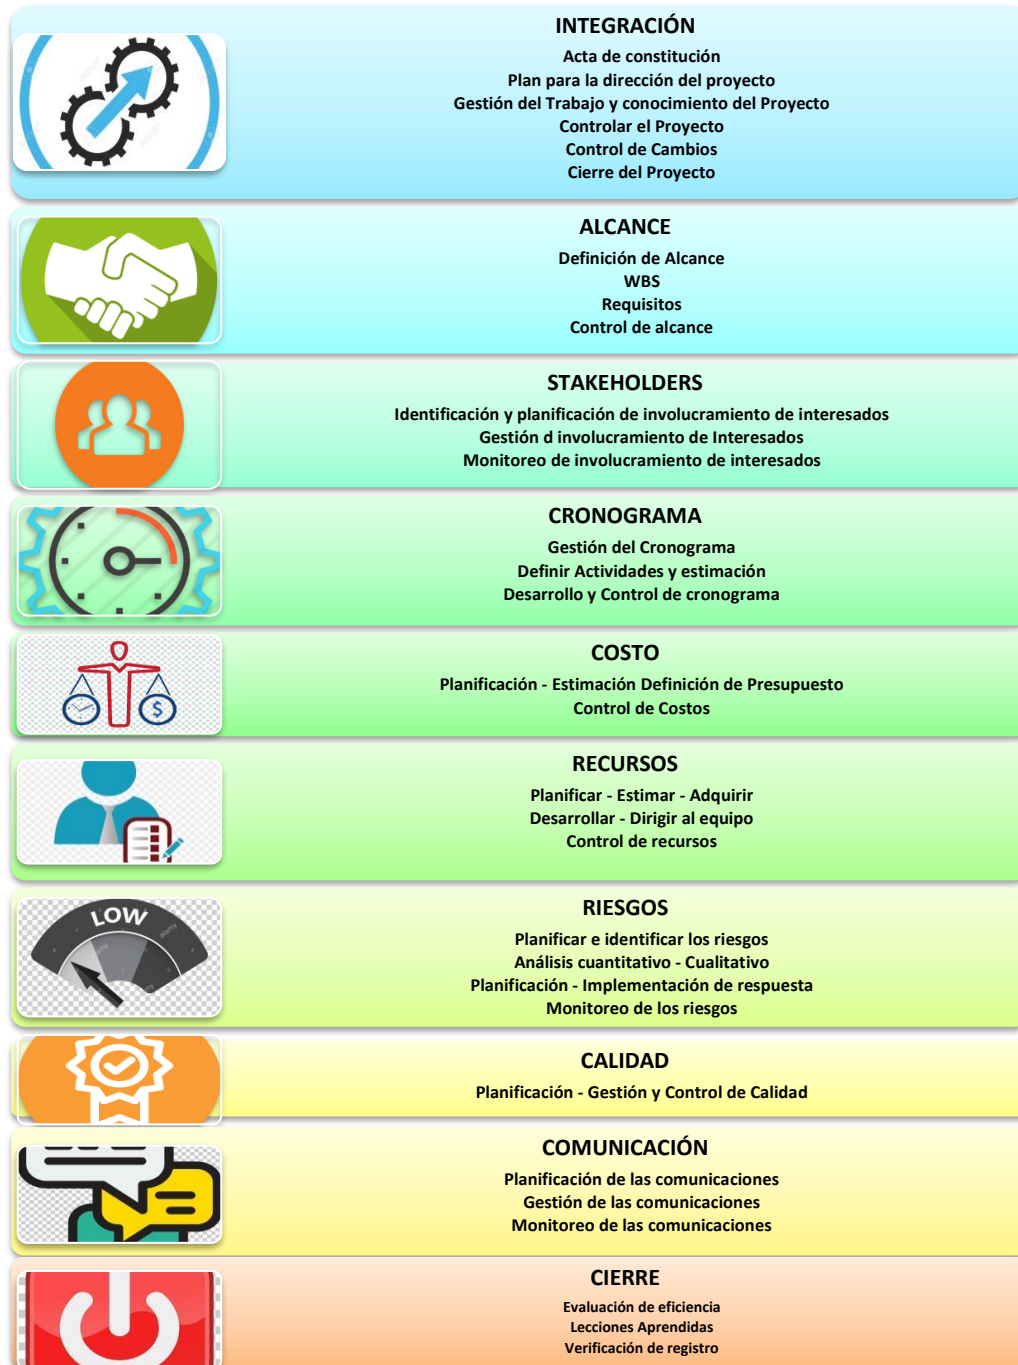 INTEGRACIÓN
Acta de constitución
Plan para la dirección del proyecto
Gestión del Trabajo y conocimiento del Proyecto
Controlar el Proyecto
Control de Cambios
Cierre del Proyecto
ALCANCE
Definición de Alcance
WBS
Requisitos
Control de alcance
STAKEHOLDERS
Identificación y planificación de involucramiento de interesados
Gestión d involucramiento de Interesados
Monitoreo de involucramiento de interesados
CRONOGRAMA
Gestión del Cronograma
Definir Actividades y estimación
Desarrollo y Control de cronograma
COSTO
Planificación - Estimación Definición de Presupuesto
Control de Costos
$
RECURSOS
Planificar - Estimar - Adquirir
Desarrollar - Dirigir al equipo
Control de recursos
LOW
alamy
RIESGOS
Planificar e identificar los riesgos
Análisis cuantitativo - Cualitativo
Planificación - Implementación de respuesta
Monitoreo de los riesgos
CALIDAD
Planificación - Gestión y Control de Calidad
COMUNICACIÓN
Planificación de las comunicaciones
Gestión de las comunicaciones
Monitoreo de las comunicaciones
CIERRE
Evaluación de eficiencia
Lecciones Aprendidas
Verificación de registro